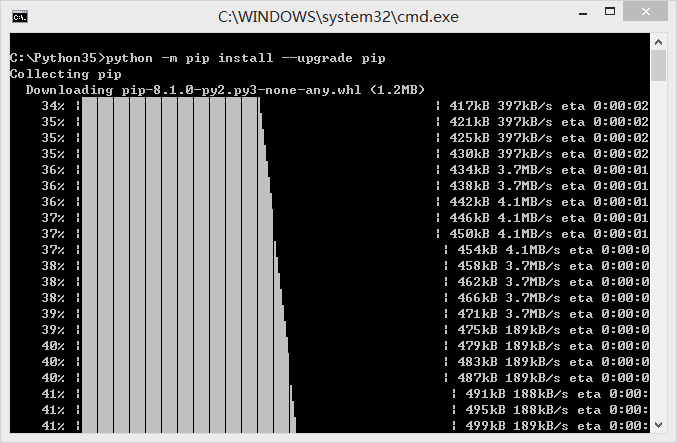 C:\WINDOWS\system32\cmd.exe
C:\Python35>python -m pip install --upgrade pip
Collecting pip
Downloading pip-8.1.0-py2.py3-none-any.whl (1.2MB)
34% | | 417kB 397kB/s eta 0:00:02
35% | | 421kB 397kB/s eta 0:00:02
35% | | 425kB 397kB/s eta 0:00:02
35% | | 430kB 397kB/s eta 0:00:02
36% | | 434kB 3.7MB/s eta 0:00:01
36% | | 438kB 3.7MB/s eta 0:00:01
36% | | 442kB 4.1MB/s eta 0:00:01
37% | | 446kB 4.1MB/s eta 0:00:01
37% | | 450kB 4.1MB/s eta 0:00:01
37% | | 454kB 4.1MB/s eta 0:00:0
38% | | 458kB 3.7MB/s eta 0:00:0
38% | | 462kB 3.7MB/s eta 0:00:0
38% | | 466kB 3.7MB/s eta 0:00:0
39% | | 471kB 3.7MB/s eta 0:00:0
39% | | 475kB 189kB/s eta 0:00:0
40% | | 479kB 189kB/s eta 0:00:0
40% | | 483kB 189kB/s eta 0:00:0
40% | | 487kB 189kB/s eta 0:00:0
41% | | 491kB 188kB/s eta 0:00:
41% | | 495kB 188kB/s eta 0:00:
41% | | 499kB 189kB/s eta 0:00: